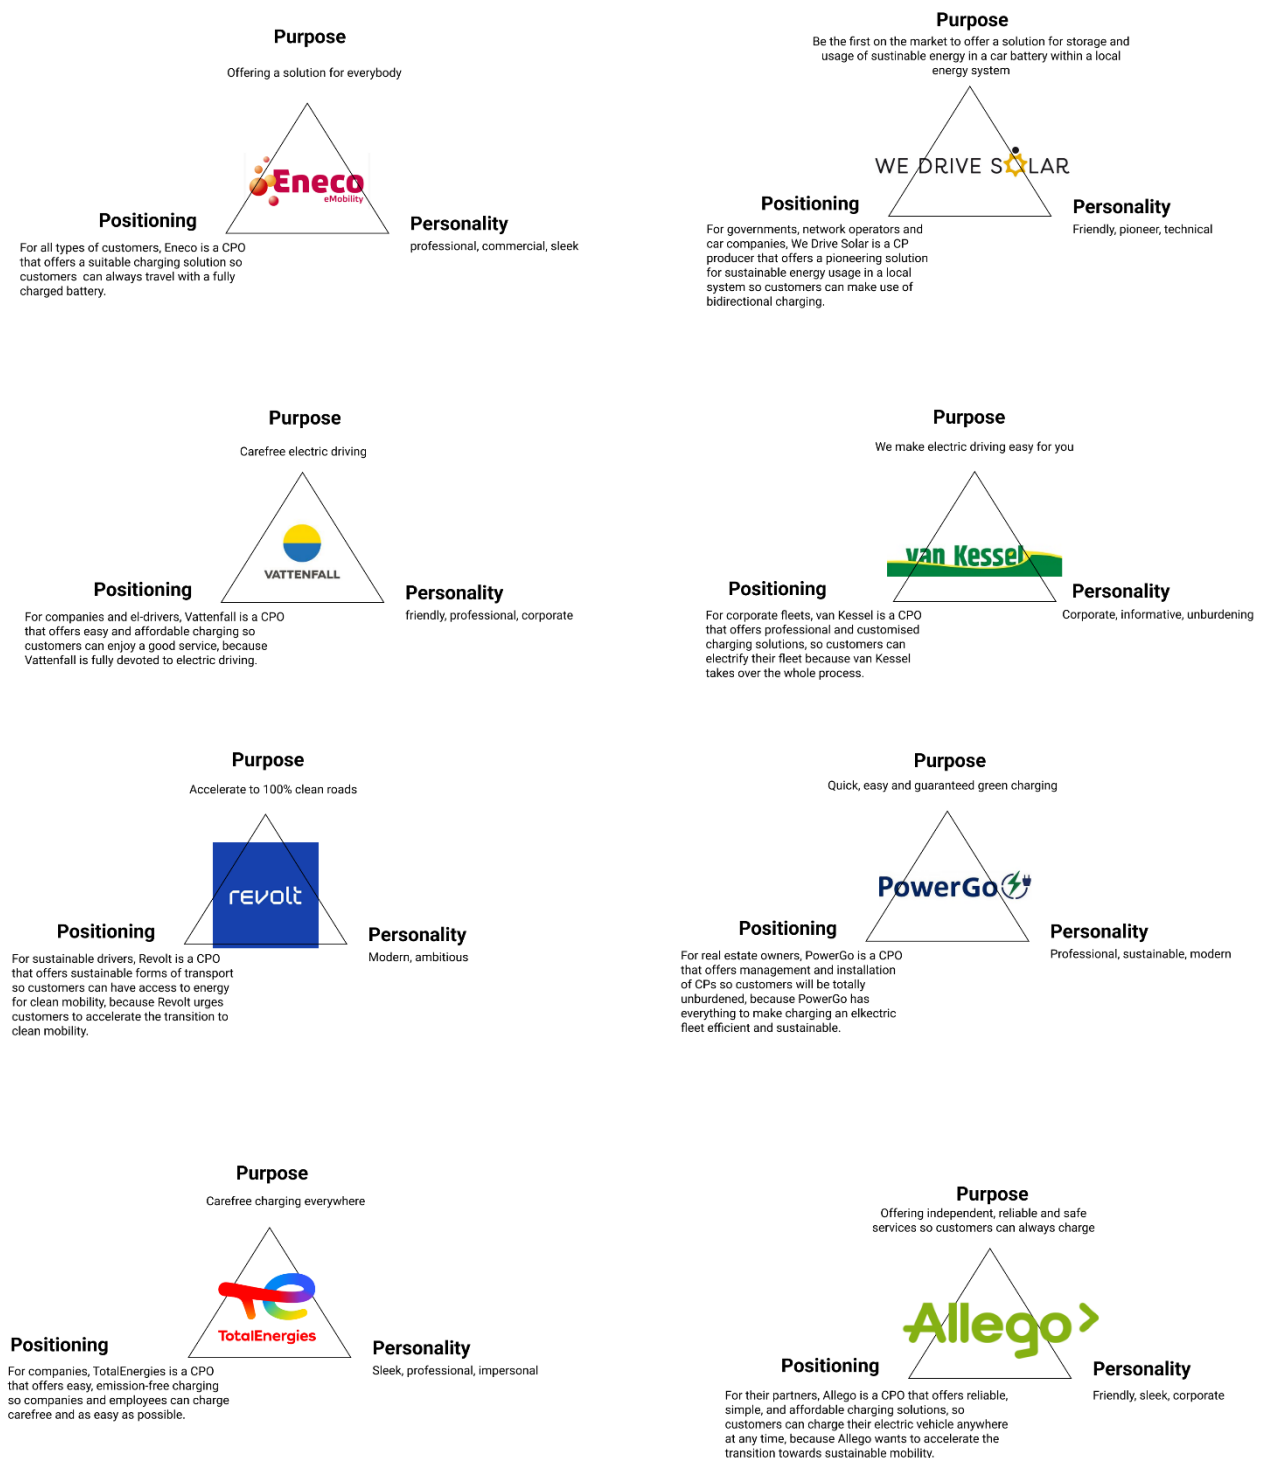 Purpose
Offering a solution for everybody
Eneco
eMobility
Positioning
For all types of customers, Eneco is a CPO
that offers a suitable charging solution so
customers can always travel with a fully
charged battery.
Personality
professional, commercial, sleek
Purpose
Be the first on the market to offer a solution for storage and
usage of sustinable energy in a car battery within a local
energy system
WE DRIVE SOLAR
Positioning
For governments, network operators and
car companies, We Drive Solar is a CP
producer that offers a pioneering solution
for sustainable energy usage in a local
system so customers can make use of
bidirectional charging.
Personality
Friendly, pioneer, technical
Purpose
Carefree electric driving
VATTENFALL
Positioning
For companies and el-drivers, Vattenfall is a CPO
that offers easy and affordable charging so
customers can enjoy a good service, because
Vattenfall is fully devoted to electric driving.
Personality
friendly, professional, corporate
Purpose
We make electric driving easy for you
van Kessel
Positioning
For corporate fleets, van Kessel is a CPO
that offers professional and customised
charging solutions, so customers can
electrify their fleet because van Kessel
takes over the whole process.
Personality
Corporate, informative, unburdening
Purpose
Accelerate to 100% clean roads
revolt
Positioning
For sustainable drivers, Revolt is a CPO
that offers sustainable forms of transport
so customers can have access to energy
for clean mobility, because Revolt urges
customers to accelerate the transition to
clean mobility.
Personality
Modern, ambitious
Purpose
Quick, easy and guaranteed green charging
PowerGo
Positioning
For real estate owners, PowerGo is a CPO
that offers management and installation
of CPs so customers will be totally
unburdened, because PowerGo has
everything to make charging an elkectric
fleet efficient and sustainable.
Personality
Professional, sustainable, modern
Purpose
Carefree charging everywhere
TotalEnergies
Positioning
For companies, TotalEnergies is a CPO
that offers easy, emission-free charging
so companies and employees can charge
carefree and as easy as possible.
Personality
Sleek, professional, impersonal
Purpose
Offering independent, reliable and safe
services so customers can always charge
Allego>
Positioning
For their partners, Allego is a CPO that offers reliable,
simple, and affordable charging solutions, so
customers can charge their electric vehicle anywhere
at any time, because Allego wants to accelerate the
transition towards sustainable mobility.
Personality
Friendly, sleek, corporate